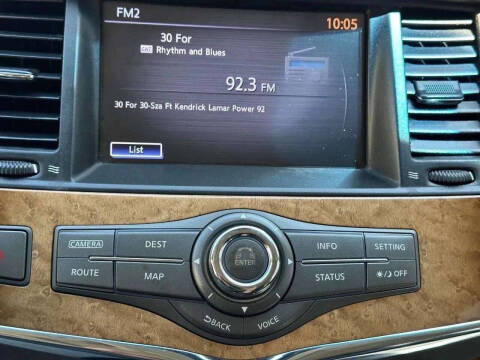 FM2 10:05
30 For
CAT Rhythm and Blues
92.3 FM
30 For 30-Sza Ft Kendrick Lamar Power 92
List
CAMERA DEST INFO SETTING
ENTER
ROUTE MAP STATUS OFF
BACK VOICE